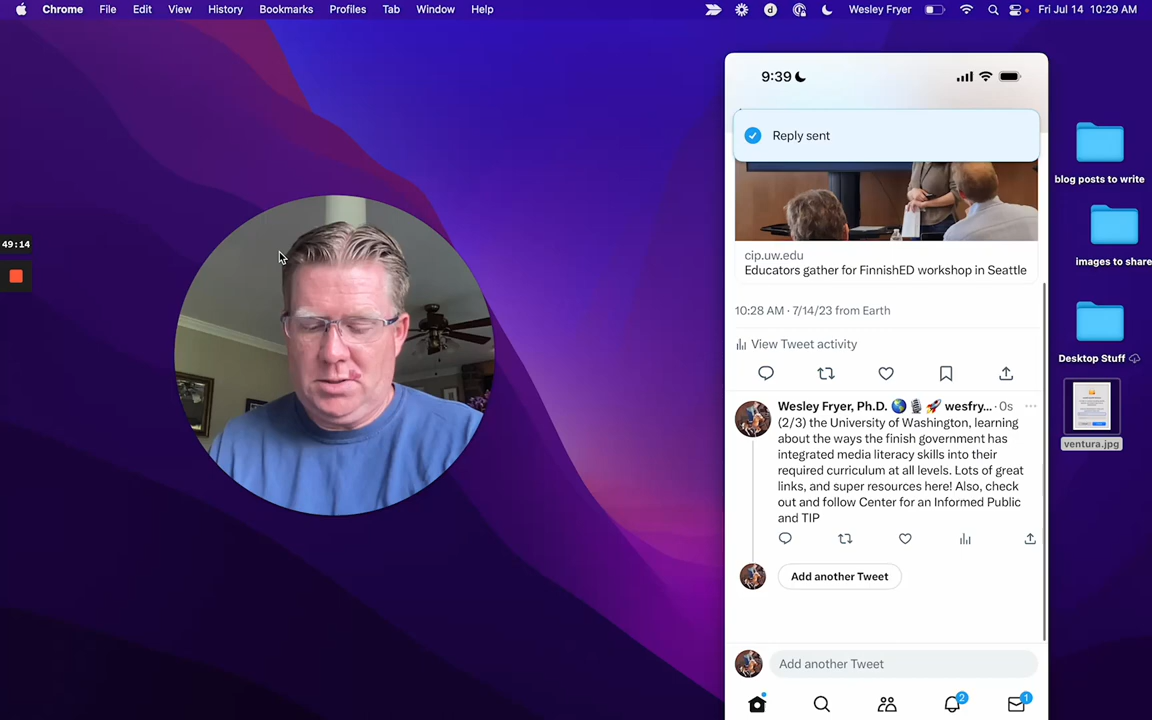 Chrome File Edit View History Bookmarks Profiles Tab Window Help Wesley Fryer Fri Jul 14 10:29 AM
9:39
Reply sent
cip.uw.edu
Educators gather for FinnishED workshop in Seattle
10:28 AM · 7/14/23 from Earth
View Tweet activity
Wesley Fryer, Ph.D. 🌎🎙️🚀 wesfry... · 0s
(2/3) the University of Washington, learning
about the ways the finish government has
integrated media literacy skills into their
required curriculum at all levels. Lots of great
links, and super resources here! Also, check
out and follow Center for an Informed Public
and TIP
Add another Tweet
Add another Tweet
2
1
49:14
blog posts to write
images to share
Desktop Stuff
ventura.jpg